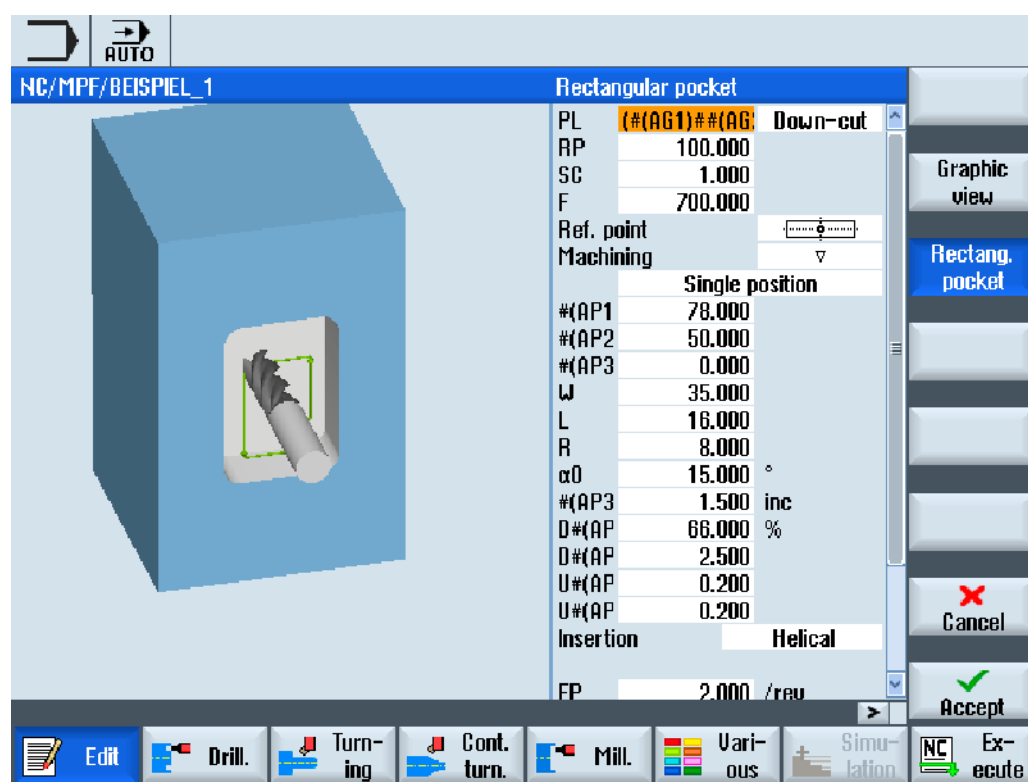 AUTO
NC/MPF/BEISPIEL_1
Rectangular pocket
PL (#(AG1)##(AG: Down-cut
RP 100.000
SC 1.000
F 700.000
Ref. point
Machining
Single position
#(AP1 78.000
#(AP2 50.000
#(AP3 0.000
W 35.000
L 16.000
R 8.000
α0 15.000 °
#(AP3 1.500 inc
D#(AP 66.000 %
D#(AP 2.500
U#(AP 0.200
U#(AP 0.200
Insertion Helical
EP 2.000 /rev
Graphic
view
Rectang.
pocket
Cancel
Accept
Edit
Drill.
Turn-
ing
Cont.
turn.
Mill.
Vari-
ous
Simu-
lation
NC Ex-
ecute